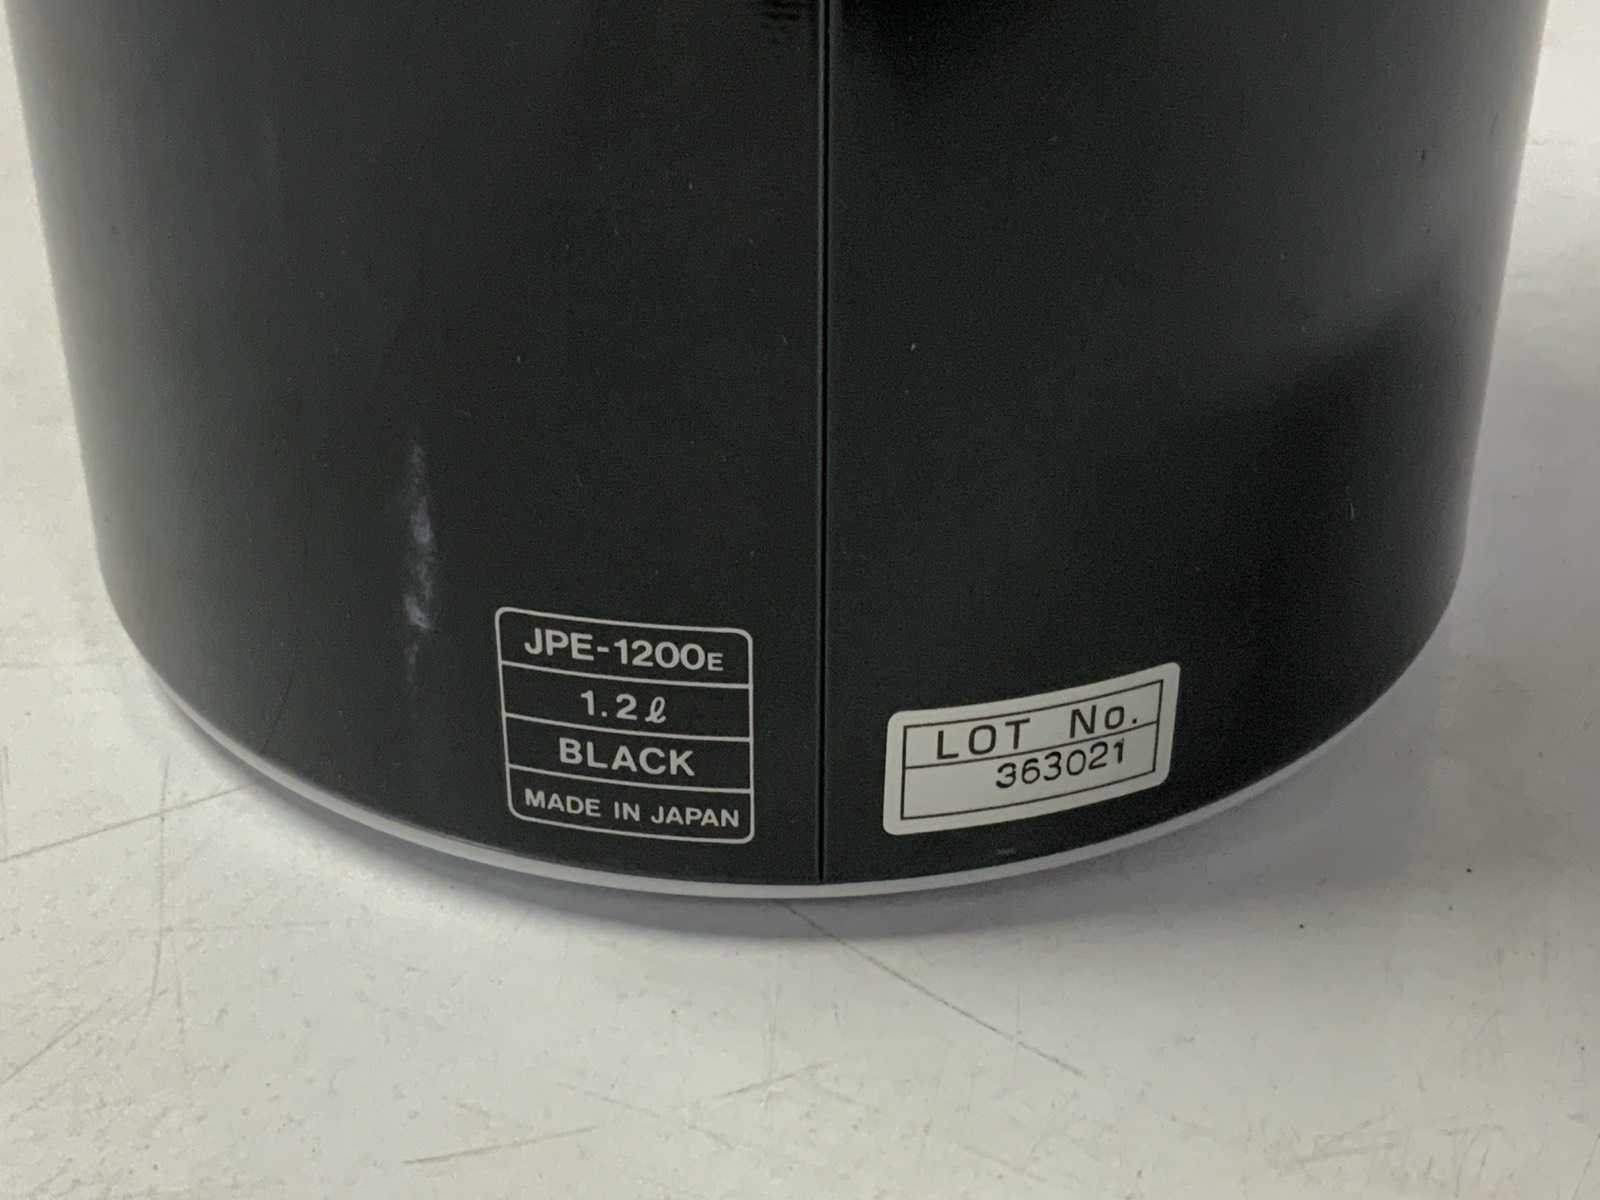 JPE-1200E
1.2ℓ
BLACK
MADE IN JAPAN
LOT No.
363021